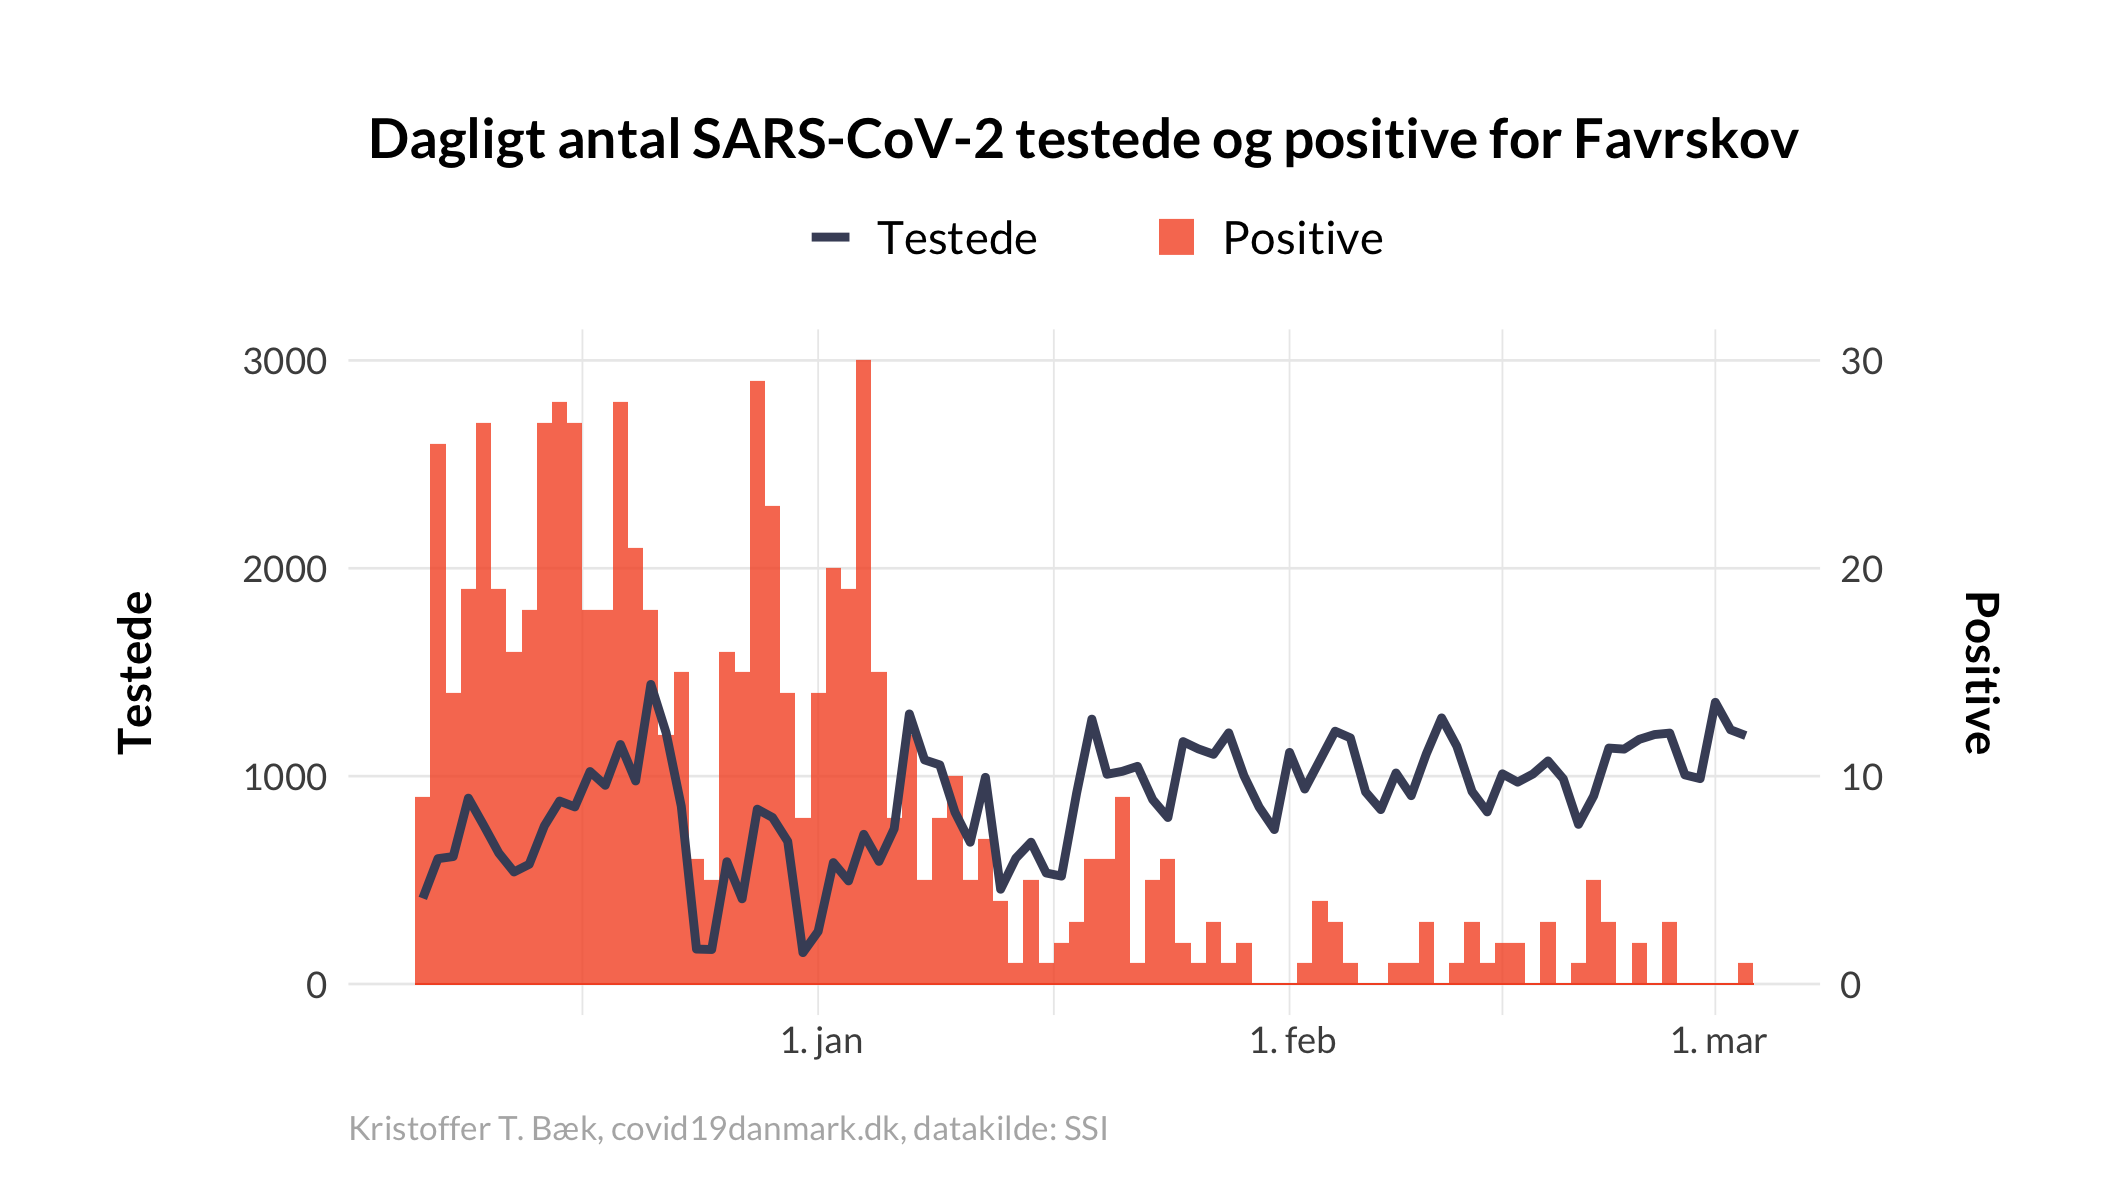 Dagligt antal SARS-CoV-2 testede og positive for Favrskov
Testede Positive
3000 30
2000 20
1000 10
0 0
Testede
Positive
1. jan 1. feb 1. mar
Kristoffer T. Bæk, covid19danmark.dk, datakilde: SSI